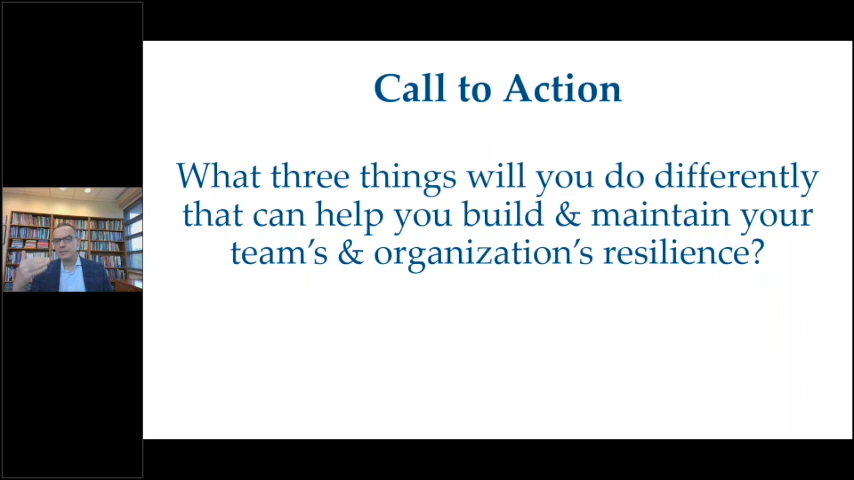 Call to Action
What three things will you do differently
that can help you build & maintain your
team’s & organization’s resilience?